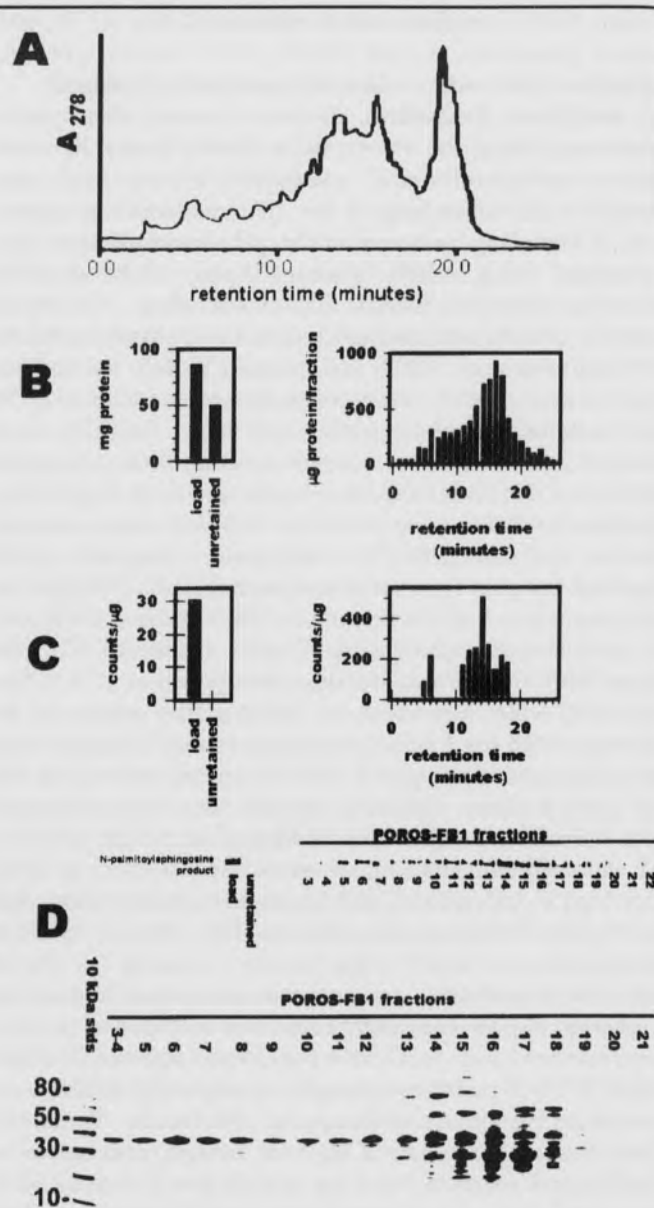 A
A 278
0 0 10.0 20.0
retention time (minutes)
B
mg protein
100
50
0
load
unretained
µg protein/fraction
1000
500
0
0 10 20
retention time
(minutes)
C
counts/µg
30
20
10
0
load
unretained
counts/µg
400
200
0
0 10 20
retention time
(minutes)
POROS-FB1 fractions
N-palmitoylsphingosine
product
load
unretained
3 4 5 6 7 8 9 10 11 12 13 14 15 16 17 18 19 20 21 22
D
10 kDa stds
POROS-FB1 fractions
3-4 5 6 7 8 9 10 11 12 13 14 15 16 17 18 19 20 21
80-
50-
30-
10-